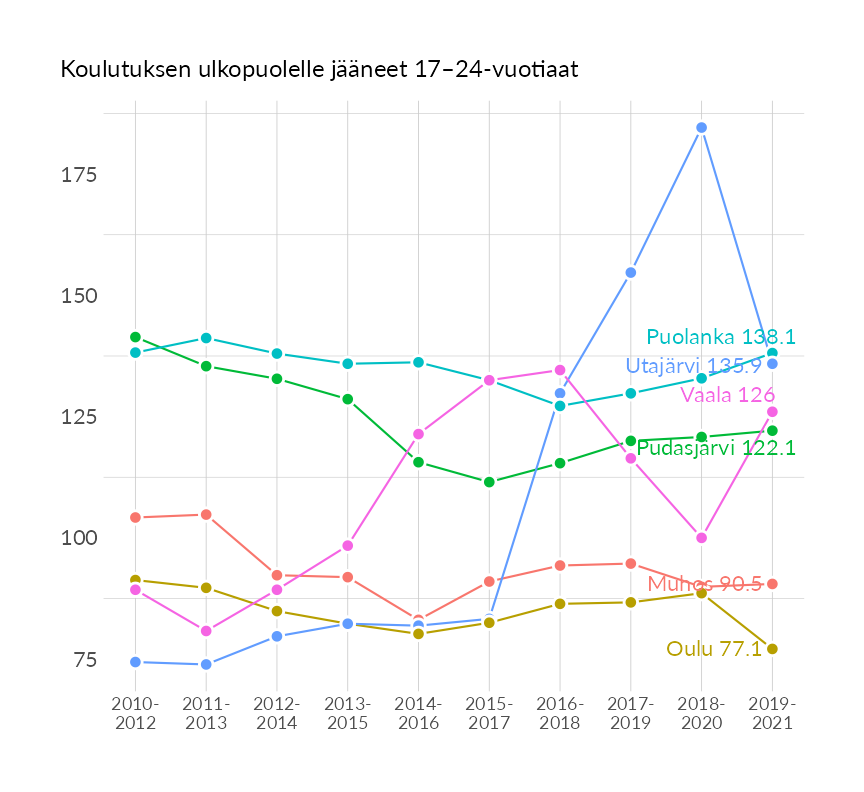 Koulutuksen ulkopuolelle jääneet 17–24-vuotiaat
175
150
125
100
75
Puolanka 138.1
Utajärvi 135.9
Vaala 126
Pudasjärvi 122.1
Muhos 90.5
Oulu 77.1
2010- 2011- 2012- 2013- 2014- 2015- 2016- 2017- 2018- 2019-
2012 2013 2014 2015 2016 2017 2018 2019 2020 2021